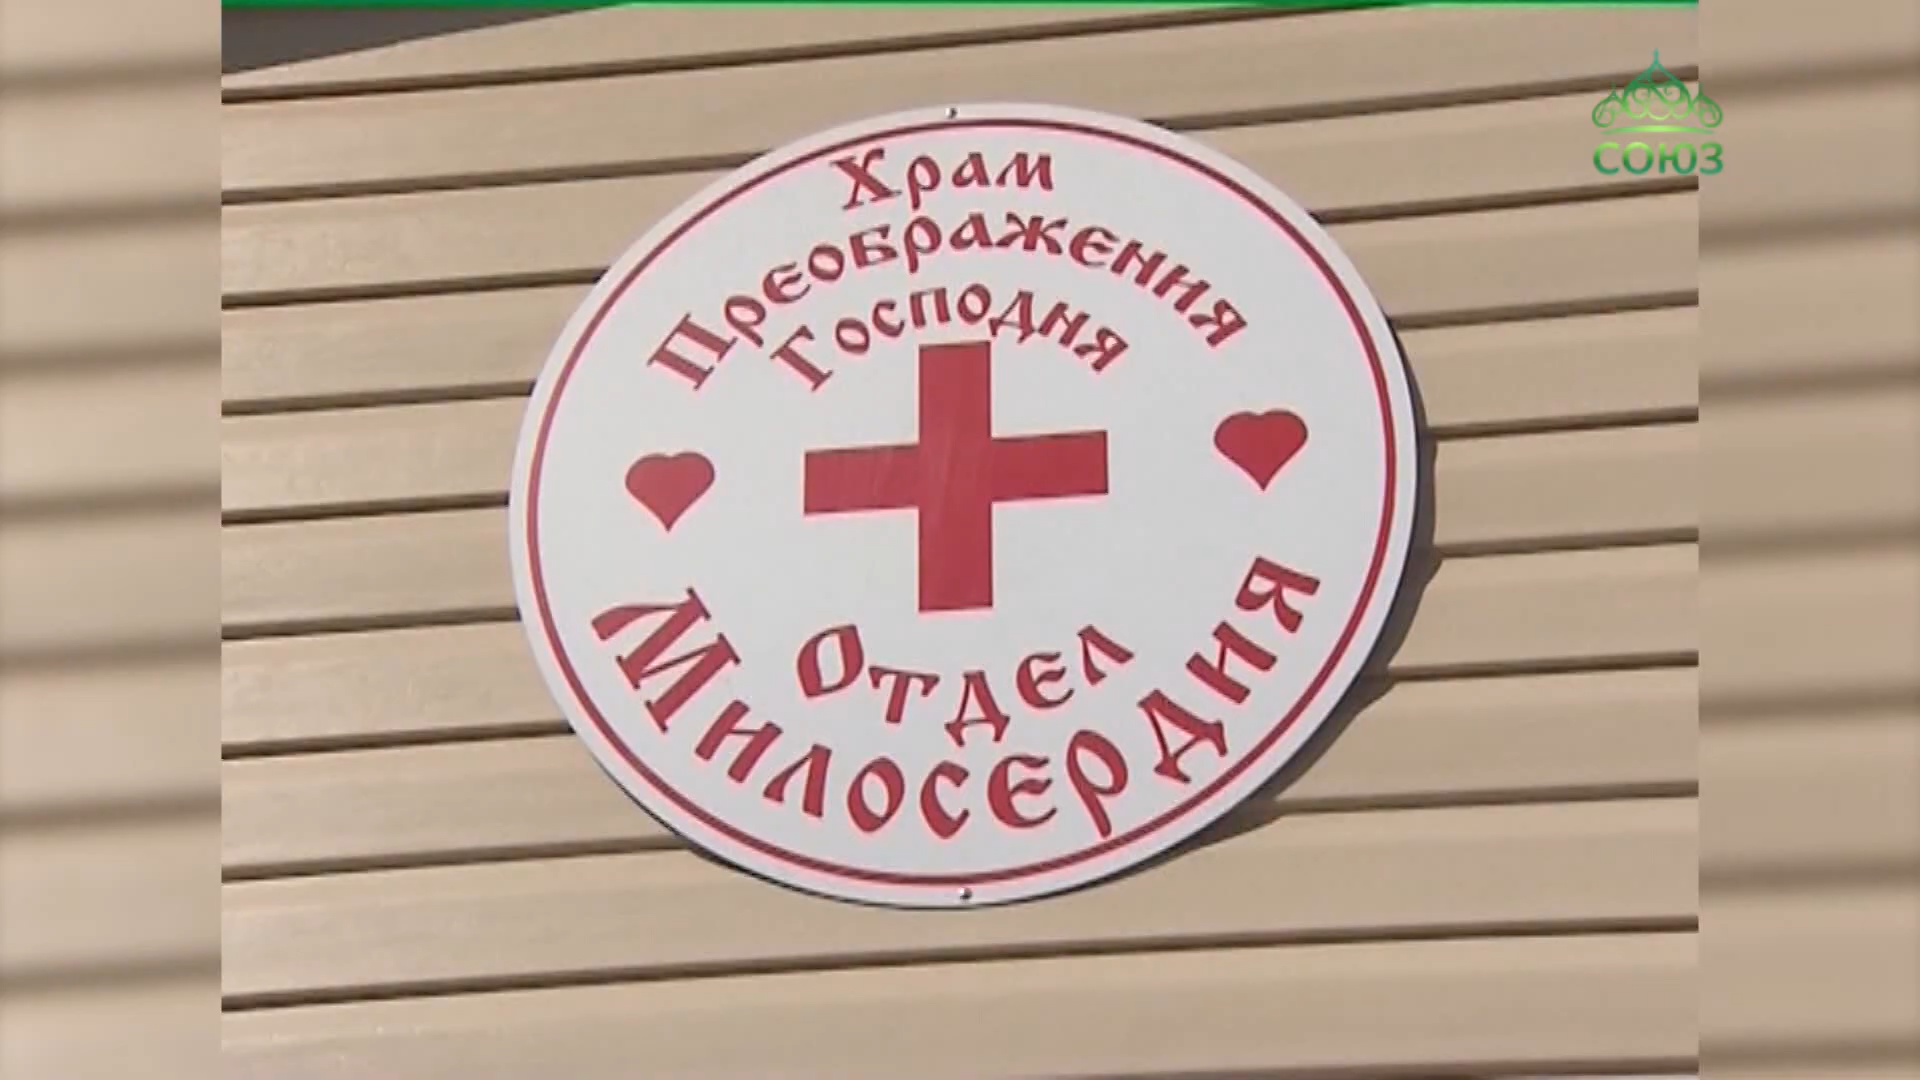 Храм
Преображения
Господня
Отдел
Милосердия
СОЮЗ